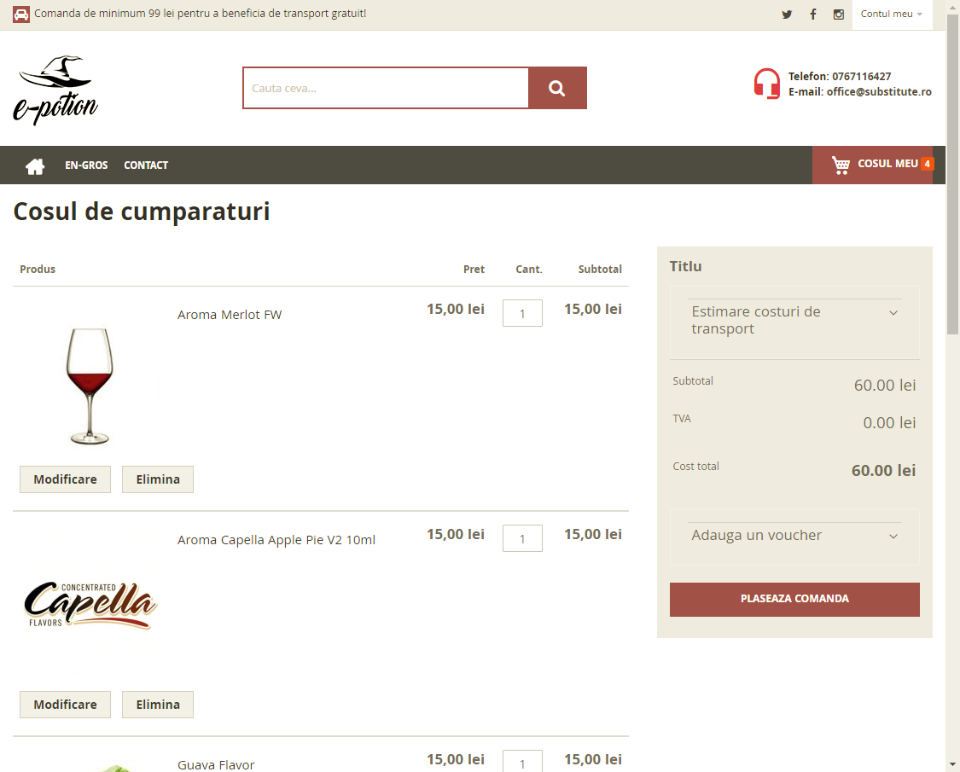 Comanda de minimum 99 lei pentru a beneficia de transport gratuit!
Contul meu
e-potion
Cauta ceva...
Telefon: 0767116427
E-mail: office@substitute.ro
EN-GROS
CONTACT
COSUL MEU 4
Cosul de cumparaturi
Produs
Pret
Cant.
Subtotal
Aroma Merlot FW
15,00 lei
1
15,00 lei
Modificare
Elimina
Aroma Capella Apple Pie V2 10ml
15,00 lei
1
15,00 lei
CONCENTRATED
Capella
FLAVORS
Modificare
Elimina
Guava Flavor
15,00 lei
1
15,00 lei
Titlu
Estimare costuri de
transport
Subtotal
60.00 lei
TVA
0.00 lei
Cost total
60.00 lei
Adauga un voucher
PLASEAZA COMANDA